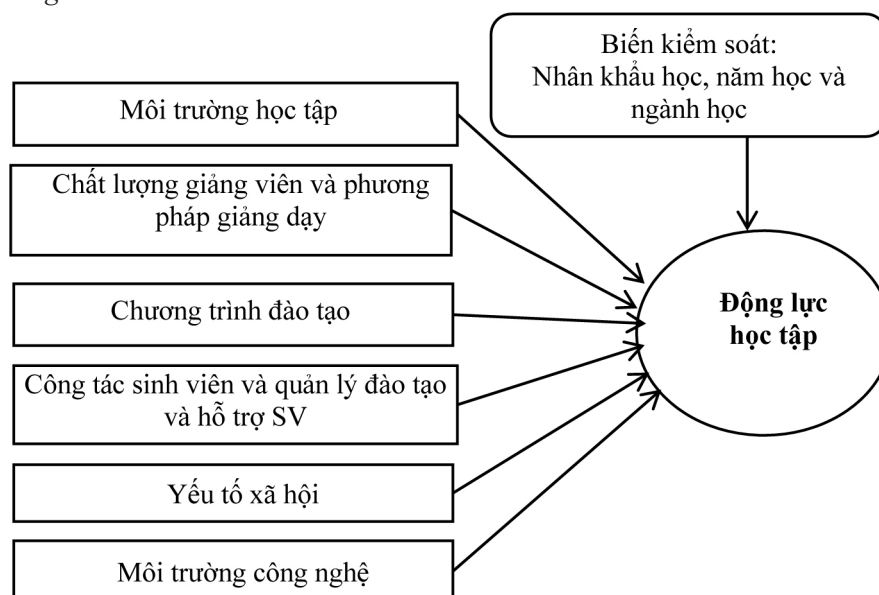 Biến kiểm soát:
Nhân khẩu học, năm học và
ngành học
Môi trường học tập
Chất lượng giảng viên và phương
pháp giảng dạy
Chương trình đào tạo
Công tác sinh viên và quản lý đào tạo
và hỗ trợ SV
Yếu tố xã hội
Môi trường công nghệ
Động lực
học tập